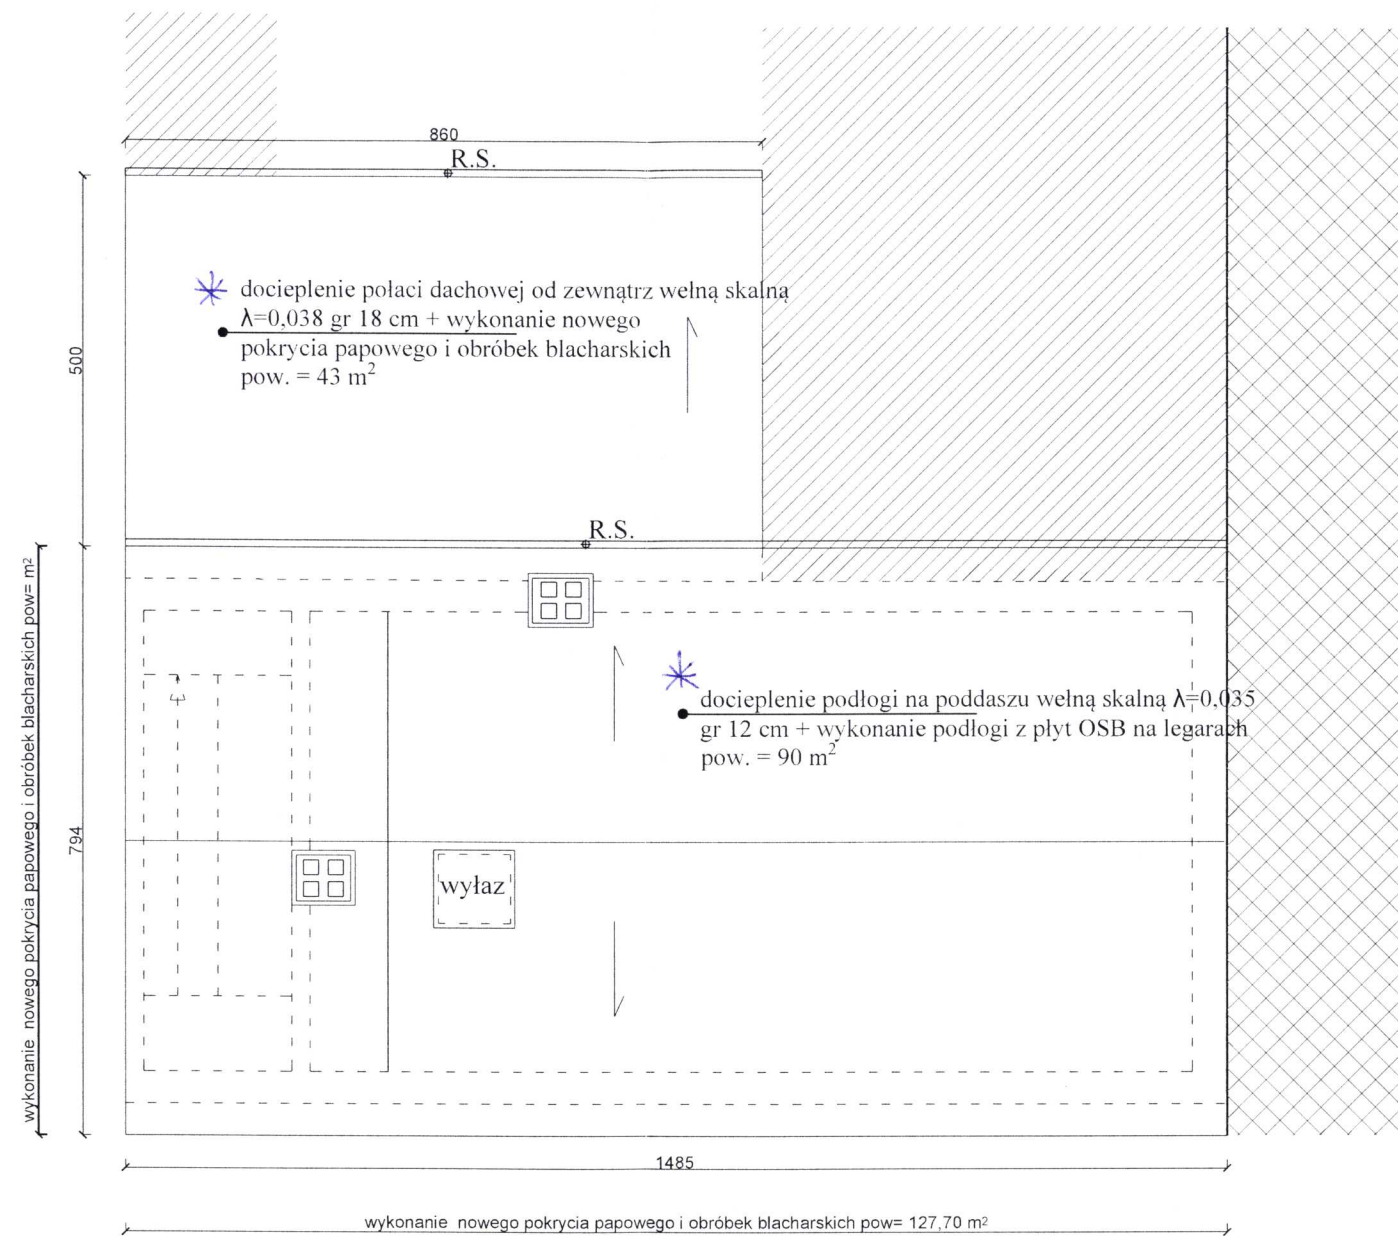 860
R.S.
docieplenie połaci dachowej od zewnątrz wełną skalną
λ=0,038 gr 18 cm + wykonanie nowego
pokrycia papowego i obróbek blacharskich
pow. = 43 m²
500
R.S.
docieplenie podłogi na poddaszu wełną skalną λ=0,035
gr 12 cm + wykonanie podłogi z płyt OSB na legarach
pow. = 90 m²
wykonanie nowego pokrycia papowego i obróbek blacharskich pow= m²
794
wyłaz
1485
wykonanie nowego pokrycia papowego i obróbek blacharskich pow= 127,70 m²